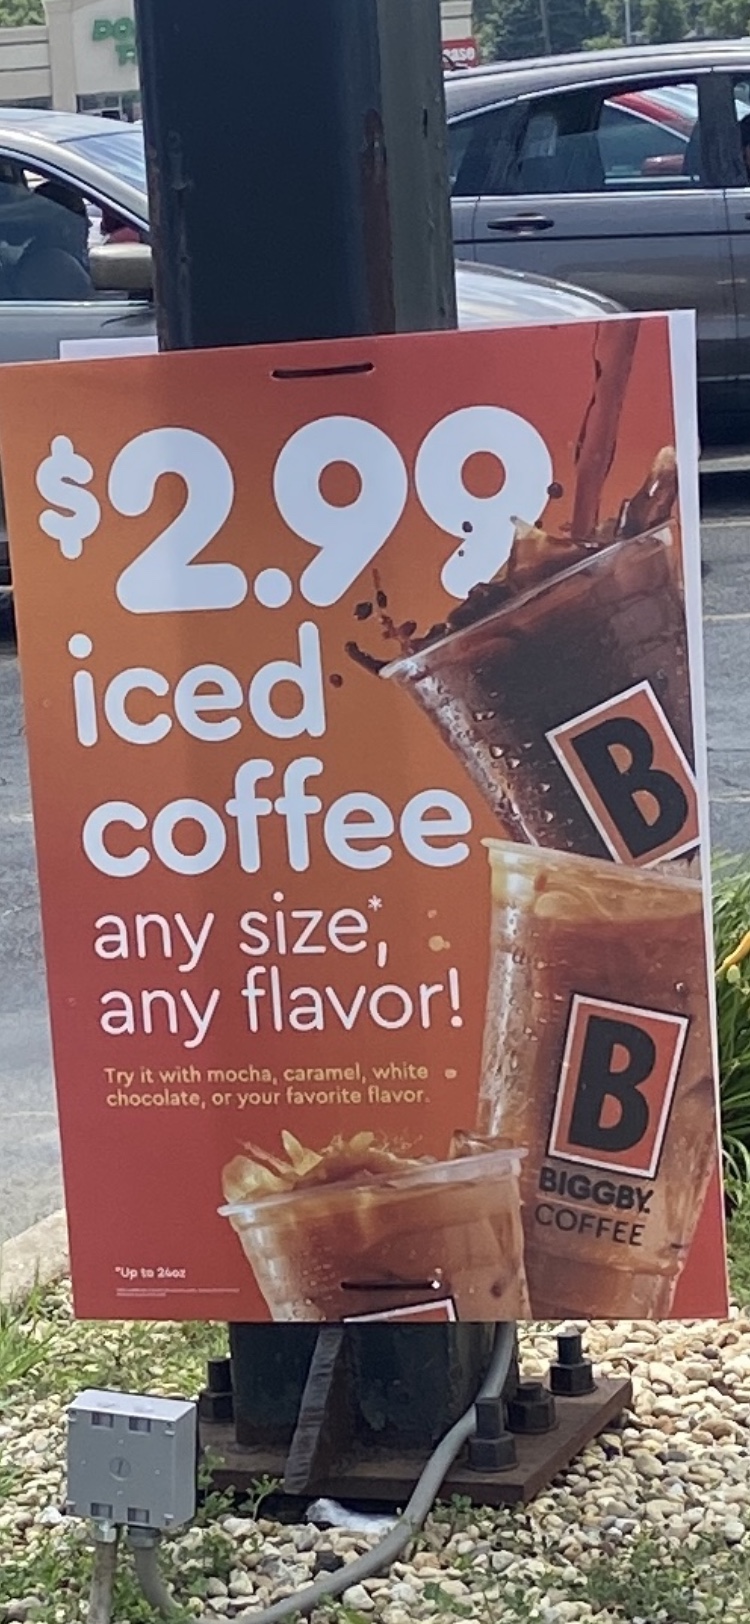 ease
$2.99
iced
coffee
any size*,
any flavor!
Try it with mocha, caramel, white
chocolate, or your favorite flavor.
B
B
BIGGBY
COFFEE
*Up to 24oz